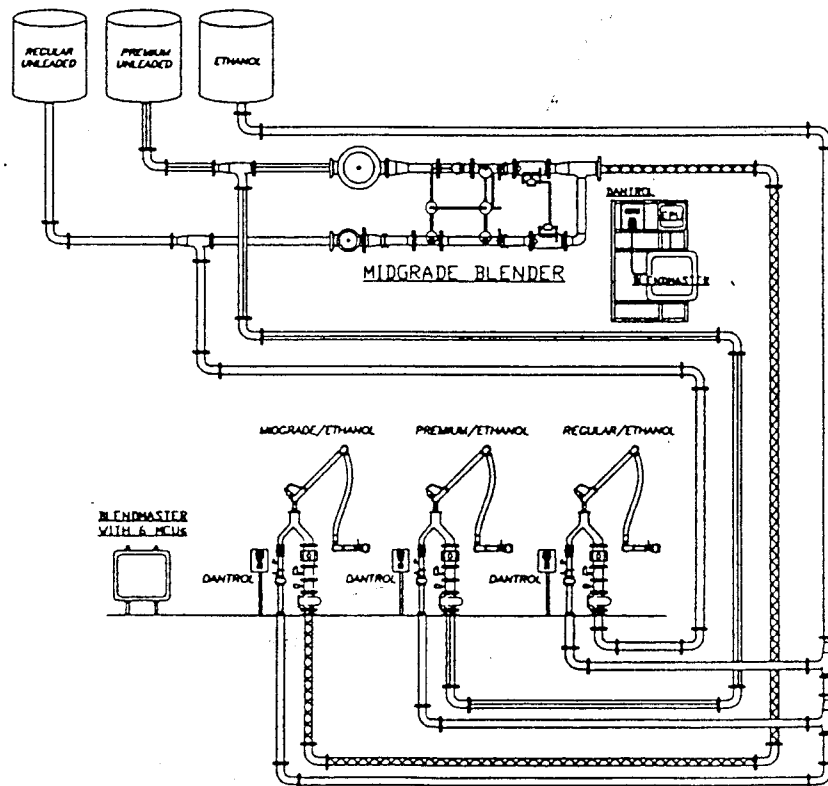 REGULAR
UNLEADED
PREMIUM
UNLEADED
ETHANOL
DANTROL
BLENDMASTER
MIDGRADE BLENDER
MIDGRADE/ETHANOL
PREMIUM/ETHANOL
REGULAR/ETHANOL
BLENDMASTER
WITH 6 MCUs
DANTROL
DANTROL
DANTROL